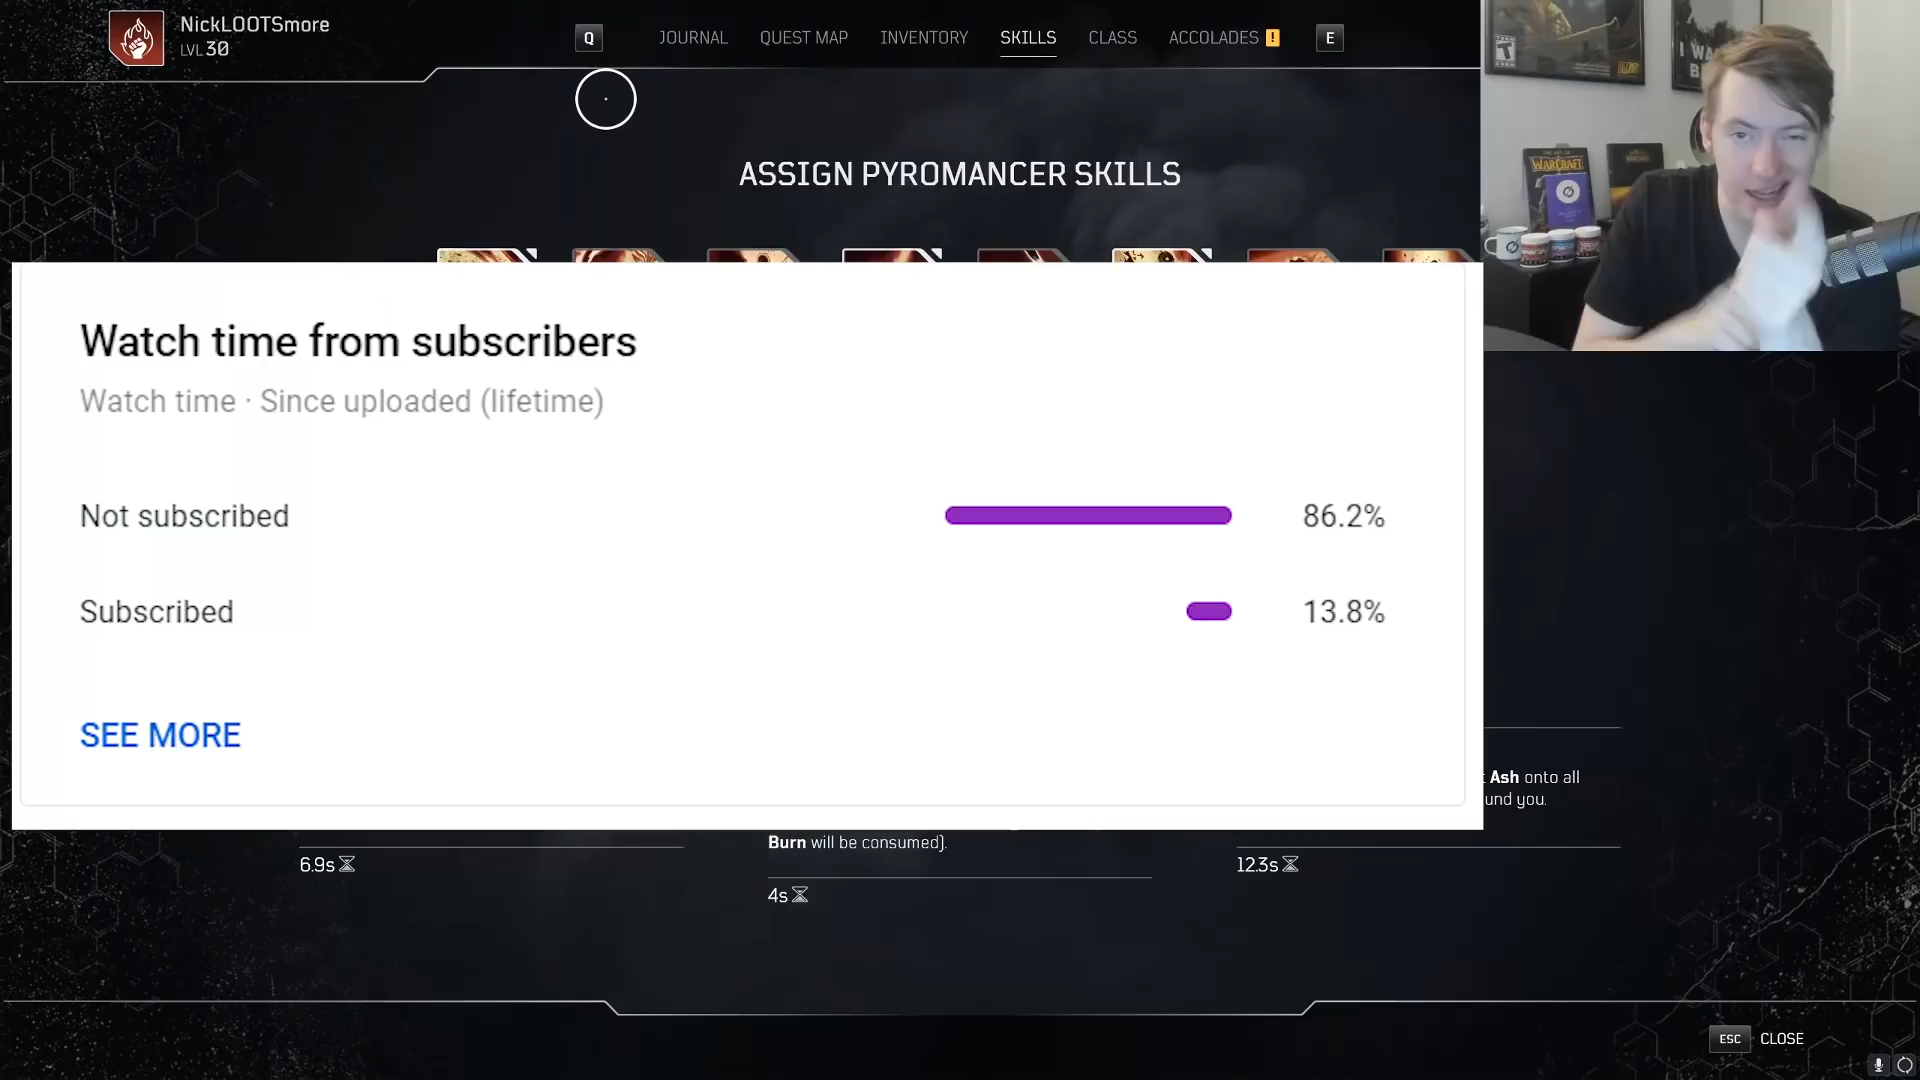 NickLOOTSmore
LVL 30
Q
JOURNAL
QUEST MAP
INVENTORY
SKILLS
CLASS
ACCOLADES !
E
ASSIGN PYROMANCER SKILLS
WARCRAFT
Watch time from subscribers
Watch time · Since uploaded (lifetime)
Not subscribed 86.2%
Subscribed 13.8%
SEE MORE
Ash onto all
und you.
Burn will be consumed).
6.9s
4s
12.3s
ESC CLOSE